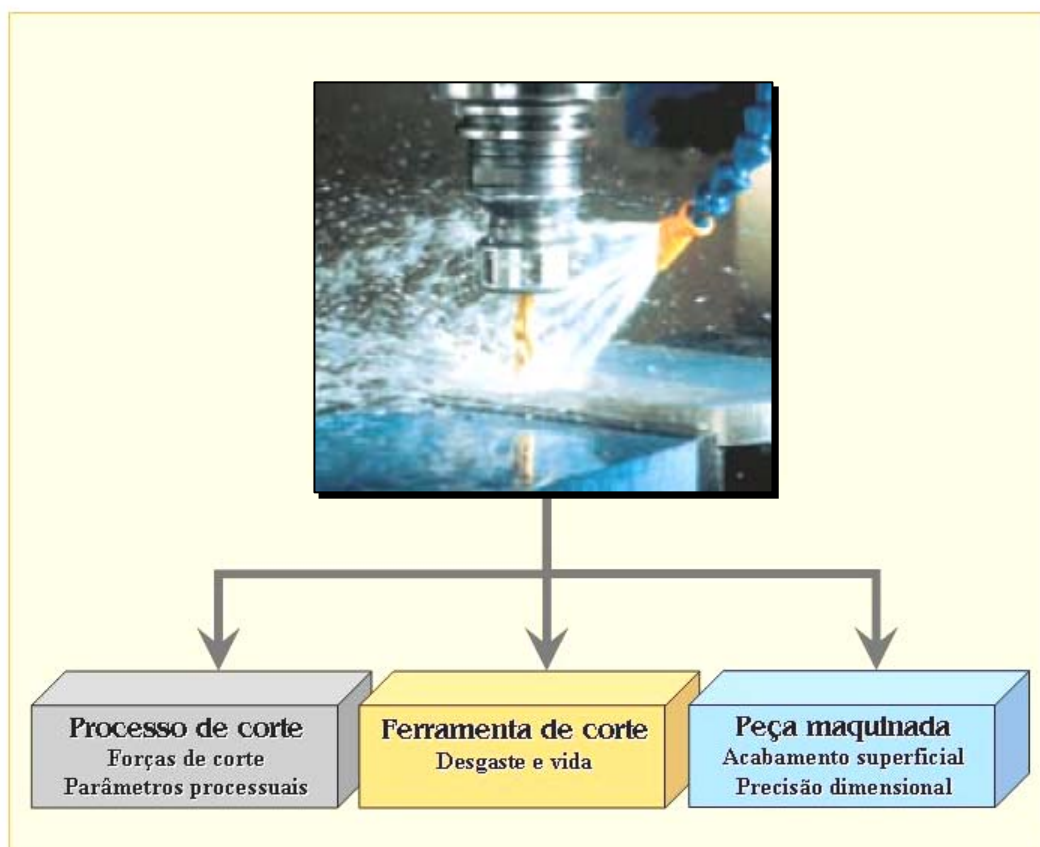 Processo de corte
Forças de corte
Parâmetros processuais
Ferramenta de corte
Desgaste e vida
Peça maquinada
Acabamento superficial
Precisão dimensional